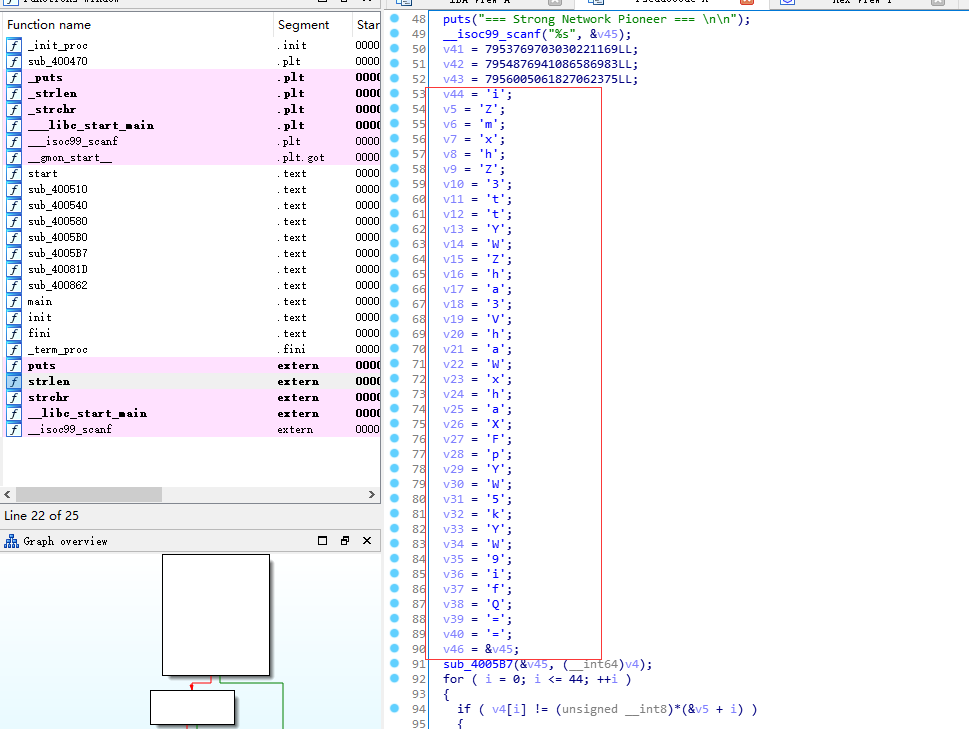 Function name Segment Star
f _init_proc .init 0000
f sub_400470 .plt 0000
f _puts .plt 0000
f _strlen .plt 0000
f _strchr .plt 0000
f ___libc_start_main .plt 0000
f ___isoc99_scanf .plt 0000
f __gmon_start__ .plt.got 0000
f start .text 0000
f sub_400510 .text 0000
f sub_400540 .text 0000
f sub_400580 .text 0000
f sub_4005B0 .text 0000
f sub_4005B7 .text 0000
f sub_40081D .text 0000
f sub_400862 .text 0000
f main .text 0000
f init .text 0000
f fini .text 0000
f _term_proc .fini 0000
f puts extern 0000
f strlen extern 0000
f strchr extern 0000
f __libc_start_main extern 0000
f __isoc99_scanf extern 0000
Line 22 of 25
Graph overview
48 puts("=== Strong Network Pioneer === \n\n");
49 __isoc99_scanf("%s", &v45);
50 v41 = 7953769703030221169LL;
51 v42 = 7954876941086586983LL;
52 v43 = 7956005061827062375LL;
53 v44 = 'i';
54 v5 = 'Z';
55 v6 = 'm';
56 v7 = 'x';
57 v8 = 'h';
58 v9 = 'Z';
59 v10 = '3';
60 v11 = 't';
61 v12 = 't';
62 v13 = 'Y';
63 v14 = 'W';
64 v15 = 'Z';
65 v16 = 'h';
66 v17 = 'a';
67 v18 = '3';
68 v19 = 'V';
69 v20 = 'h';
70 v21 = 'a';
71 v22 = 'W';
72 v23 = 'x';
73 v24 = 'h';
74 v25 = 'a';
75 v26 = 'X';
76 v27 = 'F';
77 v28 = 'p';
78 v29 = 'Y';
79 v30 = 'W';
80 v31 = '5';
81 v32 = 'k';
82 v33 = 'Y';
83 v34 = 'W';
84 v35 = '9';
85 v36 = 'i';
86 v37 = 'f';
87 v38 = 'Q';
88 v39 = '=';
89 v40 = '=';
90 v46 = &v45;
91 sub_4005B7(&v45, (__int64)v4);
92 for ( i = 0; i <= 44; ++i )
93 {
94 if ( v4[i] != (unsigned __int8)*(&v5 + i) )
95 {